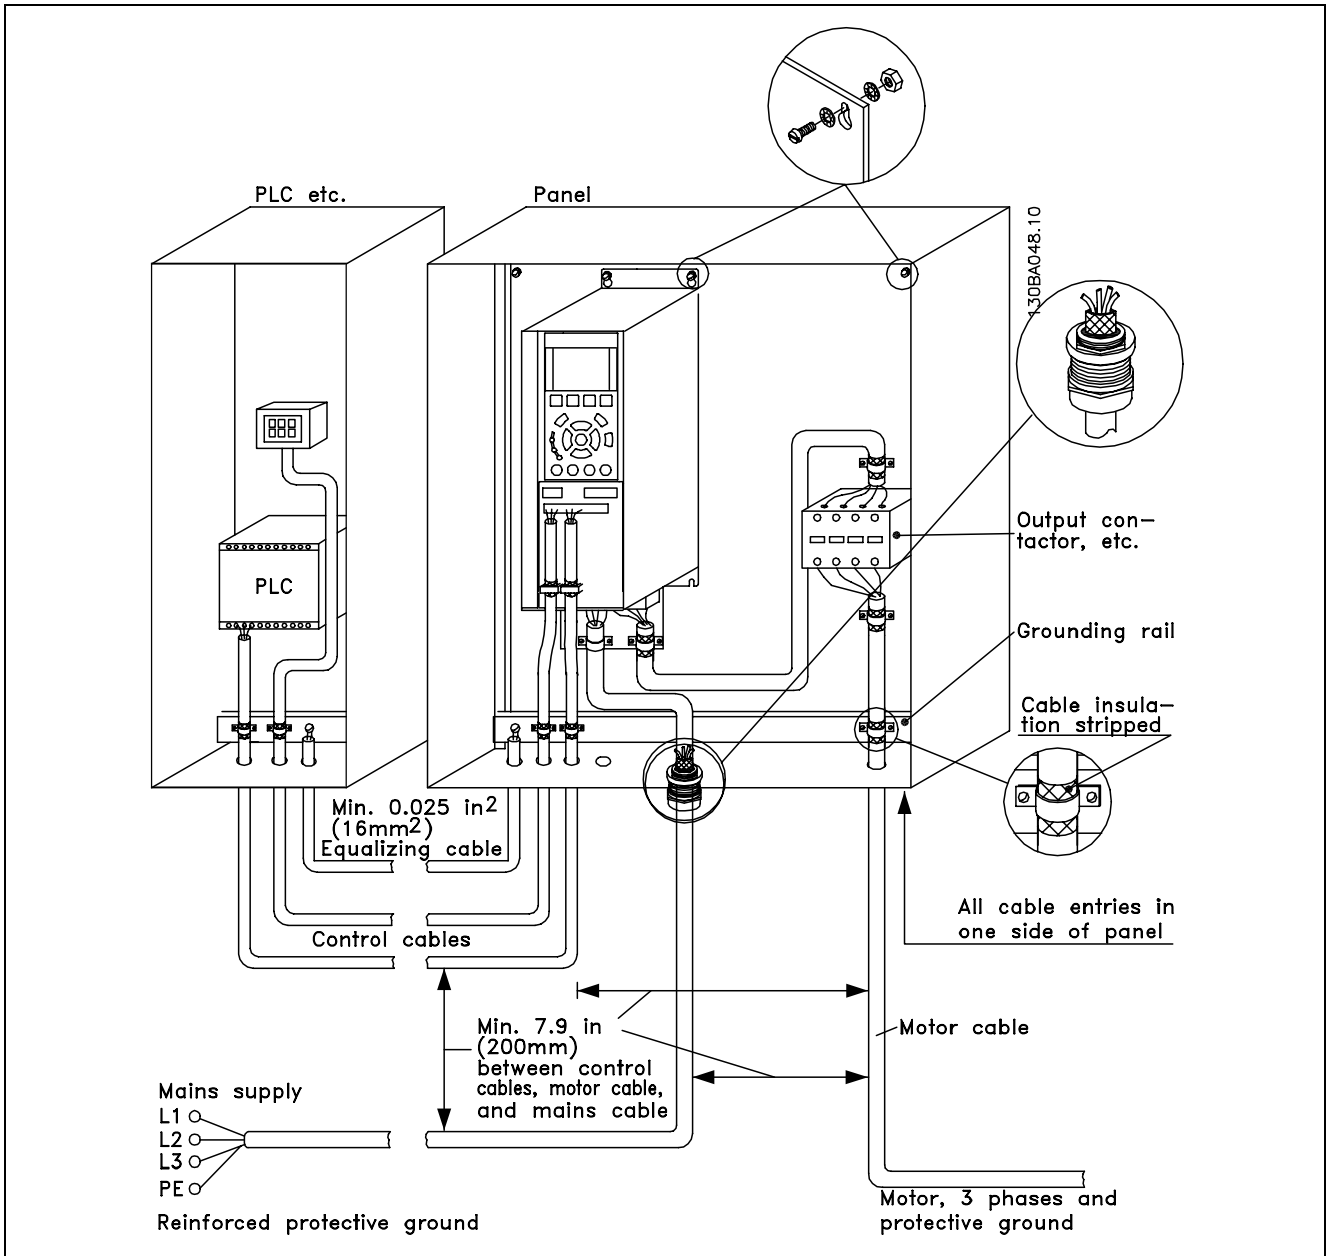 PLC etc.
Panel
130BA048.10
PLC
Output con-
tactor, etc.
Grounding rail
Cable insula-
tion stripped
Min. 0.025 in²
(16mm²)
Equalizing cable
All cable entries in
one side of panel
Control cables
Min. 7.9 in
(200mm)
between control
cables, motor cable,
and mains cable
Motor cable
Mains supply
L1
L2
L3
PE
Reinforced protective ground
Motor, 3 phases and
protective ground